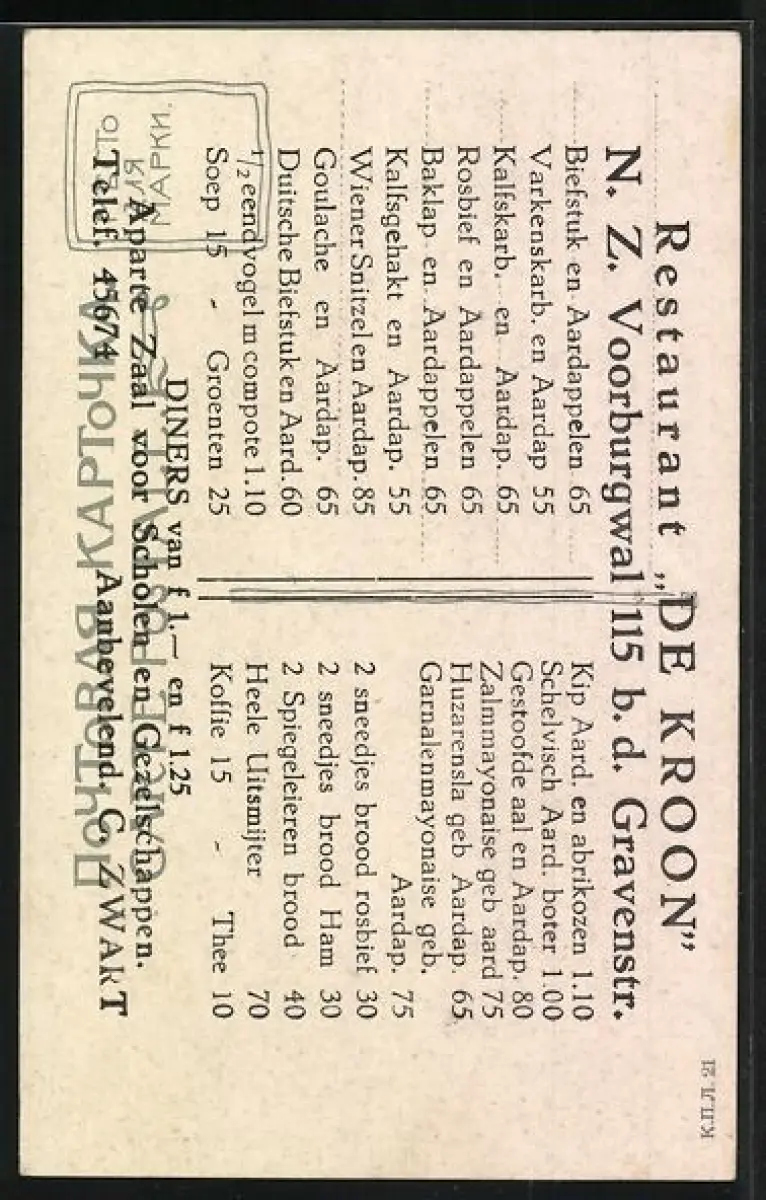 Restaurant „DE KROON”
N. Z. Voorburgwal 115 b. d. Gravenstr.
Biefstuk en Aardappelen 65
Varkenskarb. en Aardap 55
Kalfskarb. en Aardap. 65
Rosbief en Aardappelen 65
Baklap en Aardappelen 65
Kalfsgehakt en Aardap. 55
Wiener Snitzel en Aardap. 85
Goulache en Aardap. 65
Duitsche Biefstuk en Aard. 60
1/2 eendvogel m compote 1.10
Soep 15 - Groenten 25
Kip Aard. en abrikozen 1.10
Schelvisch Aard. boter 1.00
Gestoofde aal en Aardap. 80
Zalmmayonaise geb aard 75
Huzarensla geb Aardap. 65
Garnalenmayonaise geb.
Aardap. 75
2 sneedjes brood rosbief 30
2 sneedjes brood Ham 30
2 Spiegeleieren brood 40
Heele Uitsmijter 70
Koffie 15 - Thee 10
DINERS van f 1.— en f 1.25
Aparte Zaal voor Scholen en Gezelschappen.
Telef. 45674 Aanbevelend. C. ZWART
МАРКИ.